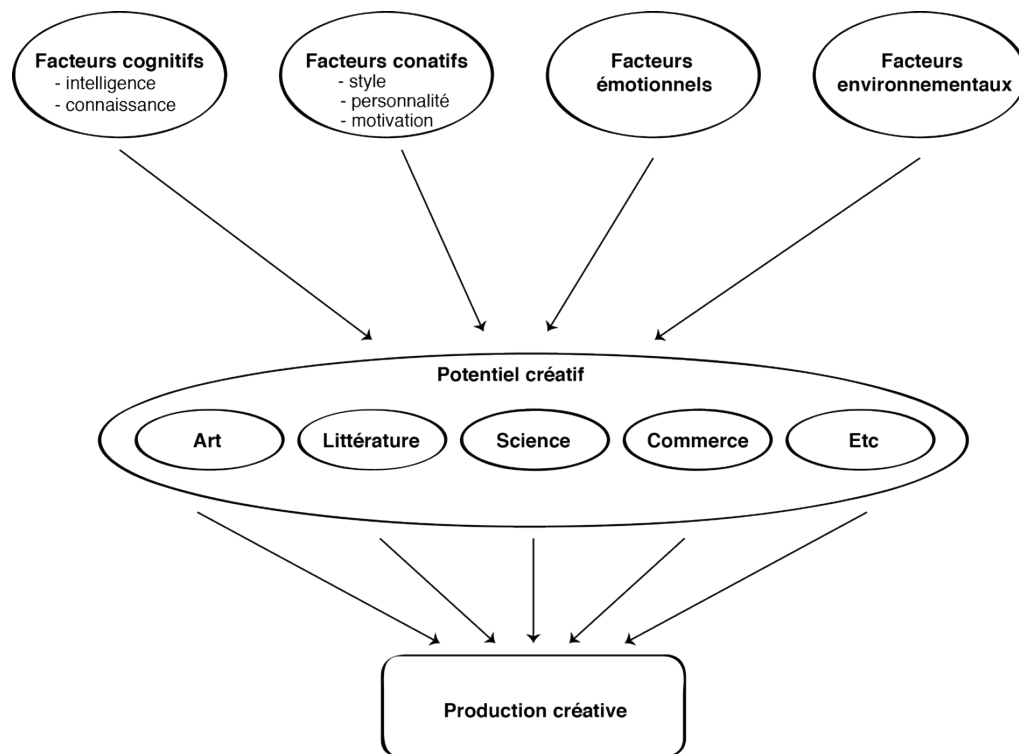 Facteurs cognitifs
- intelligence
- connaissance
Facteurs conatifs
- style
- personnalité
- motivation
Facteurs
émotionnels
Facteurs
environnementaux
Potentiel créatif
Art
Littérature
Science
Commerce
Etc
Production créative